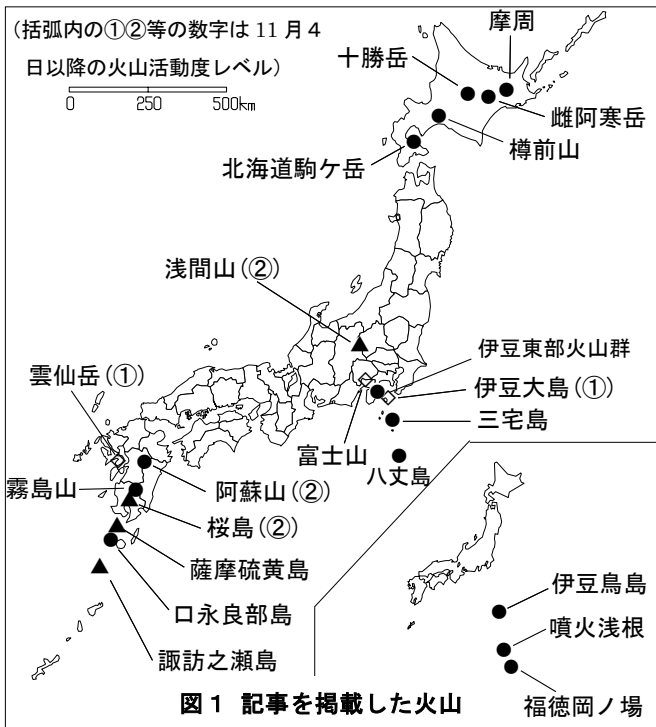 (括弧内の①②等の数字は 11 月４
日以降の火山活動度レベル)
0 250 500km
摩周
十勝岳
雌阿寒岳
樽前山
北海道駒ケ岳
浅間山(②)
伊豆東部火山群
雲仙岳(①)
伊豆大島(①)
三宅島
富士山
八丈島
霧島山
阿蘇山(②)
桜島(②)
薩摩硫黄島
口永良部島
諏訪之瀬島
伊豆鳥島
噴火浅根
福徳岡ノ場
図１ 記事を掲載した火山